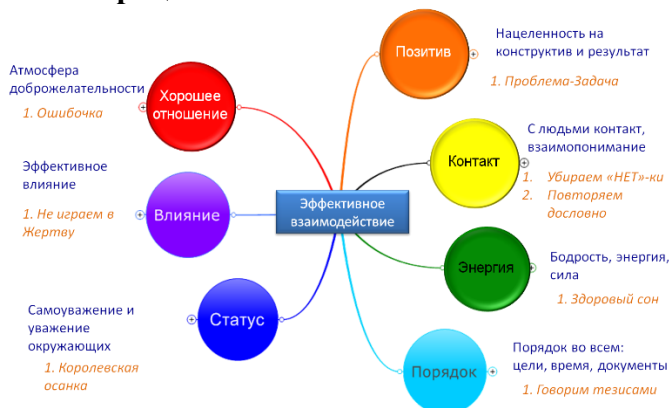 Позитив
Нацеленность на
конструктив и результат
1. Проблема-Задача
Атмосфера
доброжелательности
1. Ошибочка
Хорошее
отношение
Контакт
С людьми контакт,
взаимопонимание
1. Убираем «НЕТ»-ки
2. Повторяем
дословно
Эффективное
влияние
1. Не играем в
Жертву
Влияние
Эффективное
взаимодействие
Энергия
Бодрость, энергия,
сила
1. Здоровый сон
Самоуважение и
уважение
окружающих
1. Королевская
осанка
Статус
Порядок
Порядок во всем:
цели, время, документы
1. Говорим тезисами